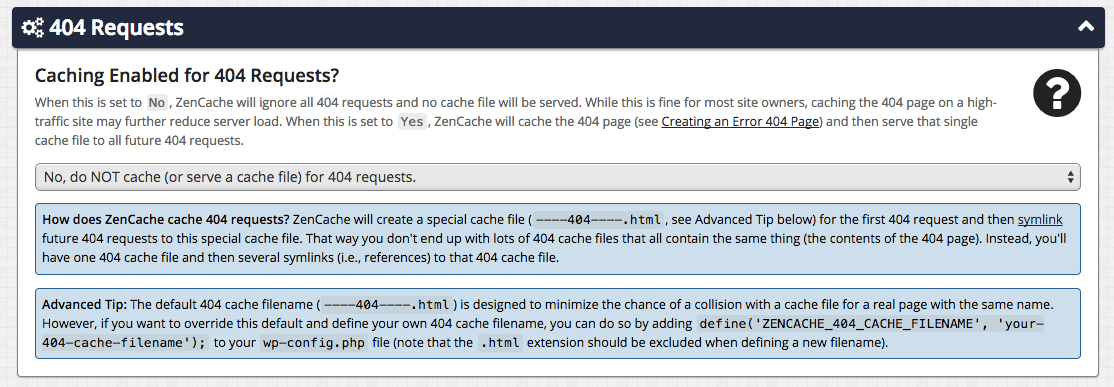 404 Requests
Caching Enabled for 404 Requests?
When this is set to No, ZenCache will ignore all 404 requests and no cache file will be served. While this is fine for most site owners, caching the 404 page on a high-
traffic site may further reduce server load. When this is set to Yes, ZenCache will cache the 404 page (see Creating an Error 404 Page) and then serve that single
cache file to all future 404 requests.
No, do NOT cache (or serve a cache file) for 404 requests.
How does ZenCache cache 404 requests? ZenCache will create a special cache file ( ----404----.html, see Advanced Tip below) for the first 404 request and then symlink
future 404 requests to this special cache file. That way you don't end up with lots of 404 cache files that all contain the same thing (the contents of the 404 page). Instead, you'll
have one 404 cache file and then several symlinks (i.e., references) to that 404 cache file.
Advanced Tip: The default 404 cache filename ( ----404----.html ) is designed to minimize the chance of a collision with a cache file for a real page with the same name.
However, if you want to override this default and define your own 404 cache filename, you can do so by adding define('ZENCACHE_404_CACHE_FILENAME', 'your-
404-cache-filename'); to your wp-config.php file (note that the .html extension should be excluded when defining a new filename).